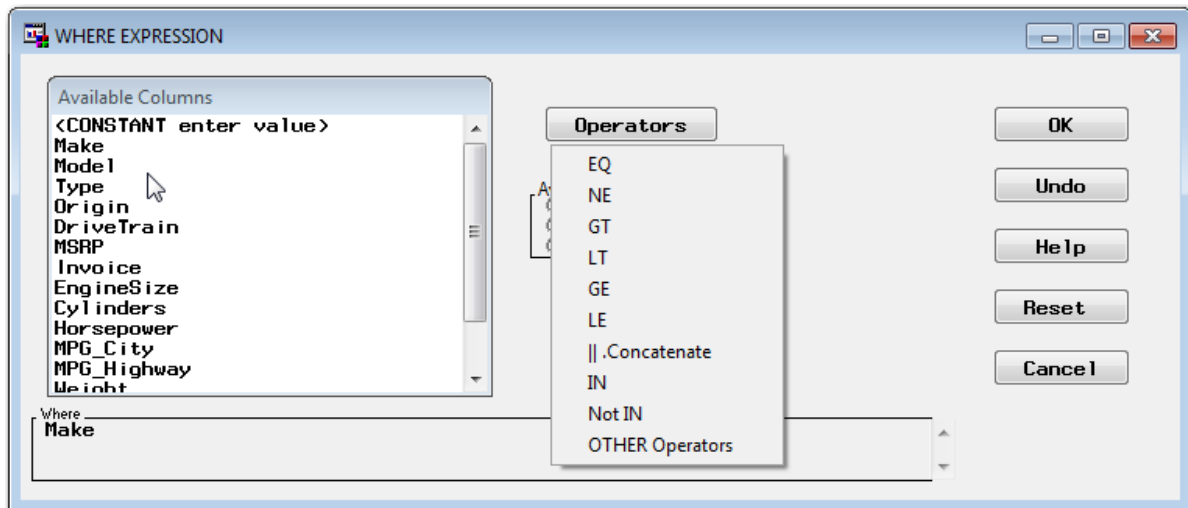 WHERE EXPRESSION
Available Columns
<CONSTANT enter value>
Make
Model
Type
Origin
DriveTrain
MSRP
Invoice
EngineSize
Cylinders
Horsepower
MPG_City
MPG_Highway
Weight
Operators
EQ
NE
GT
LT
GE
LE
|| .Concatenate
IN
Not IN
OTHER Operators
OK
Undo
Help
Reset
Cancel
Where
Make